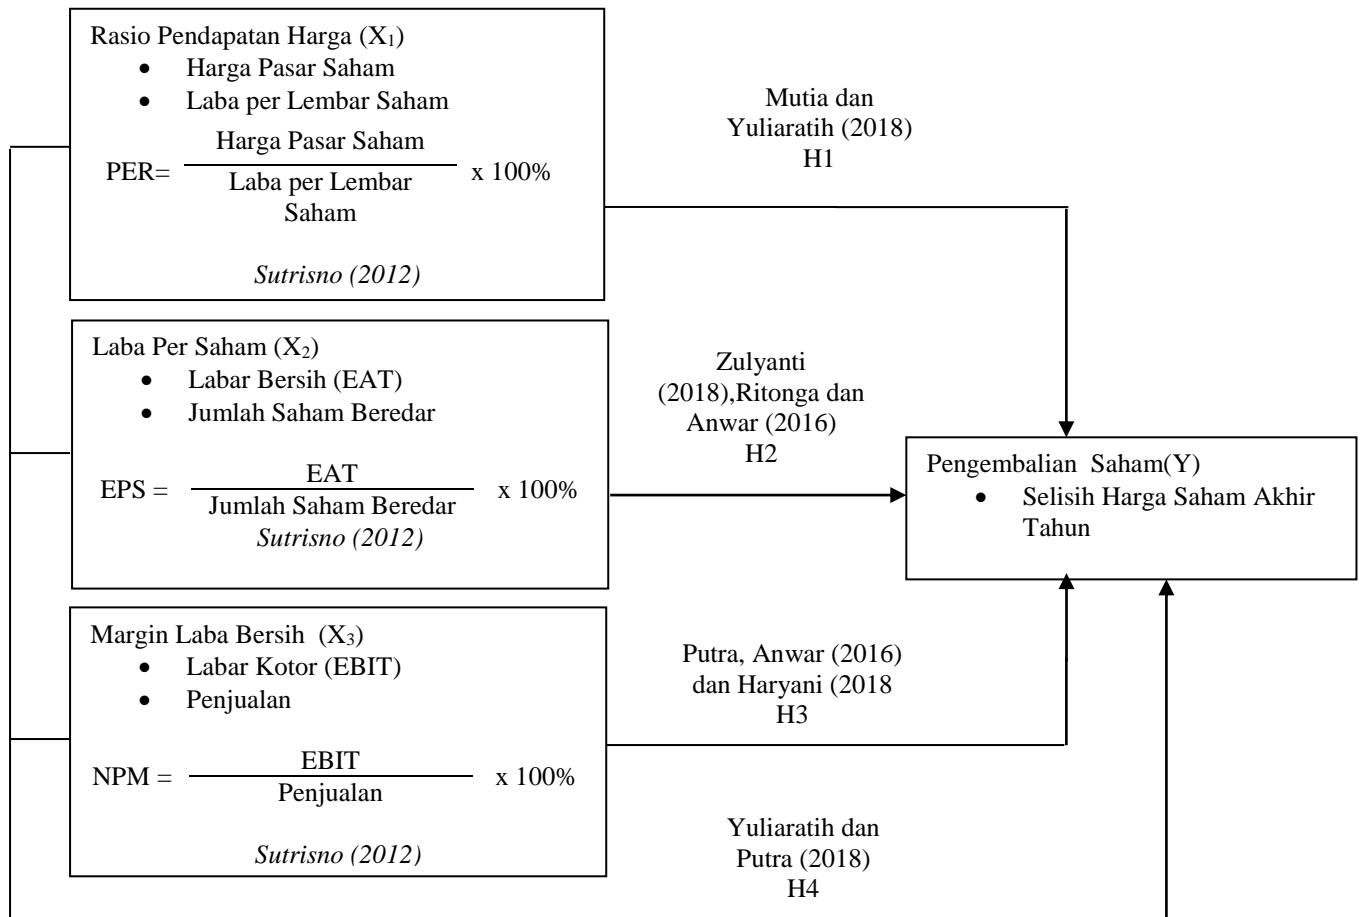 Rasio Pendapatan Harga (X₁)
• Harga Pasar Saham
• Laba per Lembar Saham
Harga Pasar Saham
PER= x 100%
Laba per Lembar
Saham
Sutrisno (2012)
Mutia dan
Yuliaratih (2018)
H1
Laba Per Saham (X₂)
• Labar Bersih (EAT)
• Jumlah Saham Beredar
EAT
EPS = x 100%
Jumlah Saham Beredar
Sutrisno (2012)
Zulyanti
(2018),Ritonga dan
Anwar (2016)
H2
Pengembalian Saham(Y)
• Selisih Harga Saham Akhir
Tahun
Margin Laba Bersih (X₃)
• Labar Kotor (EBIT)
• Penjualan
EBIT
NPM = x 100%
Penjualan
Sutrisno (2012)
Putra, Anwar (2016)
dan Haryani (2018
H3
Yuliaratih dan
Putra (2018)
H4